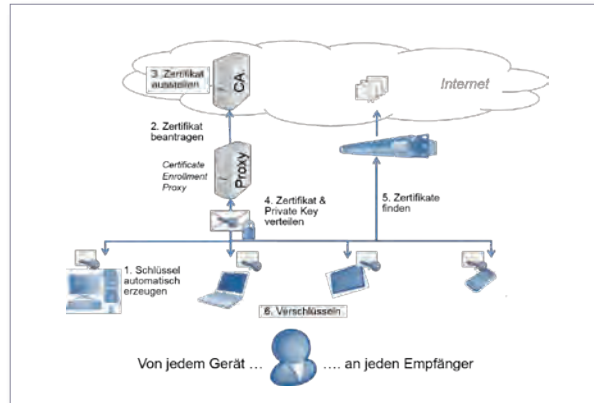 3. Zertifikat
ausstellen
CA.
Internet
2. Zertifikat
beantragen
Certificate
Enrollment
Proxy
Proxy
4. Zertifikat &
Private Key
verteilen
5. Zertifikate
finden
1. Schlüssel
automatisch
erzeugen
6. Verschlüsseln
Von jedem Gerät ...
.... an jeden Empfänger